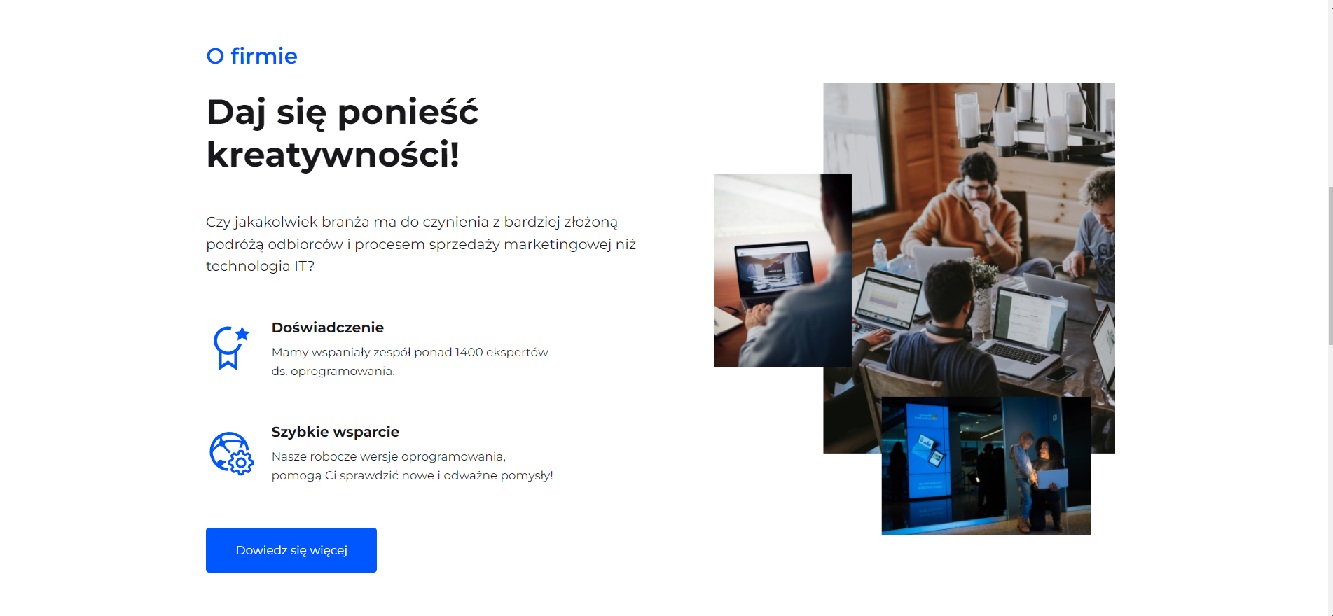 O firmie
Daj się ponieść
kreatywności!
Czy jakakolwiek branża ma do czynienia z bardziej złożoną
podróżą odbiorców i procesem sprzedaży marketingowej niż
technologia IT?
Doświadczenie
Mamy wspaniały zespół ponad 1400 ekspertów
ds. oprogramowania.
Szybkie wsparcie
Nasze robocze wersje oprogramowania,
pomogą Ci sprawdzić nowe i odważne pomysły!
Dowiedz się więcej